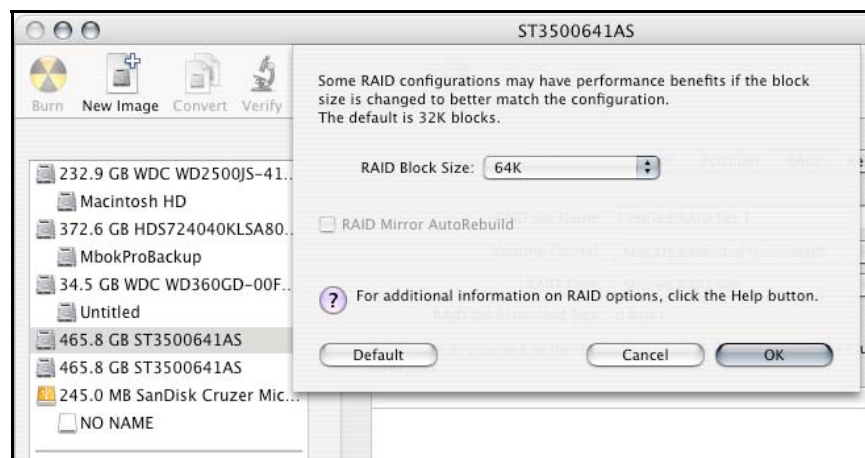 ST3500641AS
Burn
New Image
Convert
Verify
Some RAID configurations may have performance benefits if the block
size is changed to better match the configuration.
The default is 32K blocks.
RAID Block Size: 64K
RAID Mirror AutoRebuild
? For additional information on RAID options, click the Help button.
Default
Cancel
OK
232.9 GB WDC WD2500JS-41...
Macintosh HD
372.6 GB HDS724040KLSA80...
MbokProBackup
34.5 GB WDC WD360GD-00F...
Untitled
465.8 GB ST3500641AS
465.8 GB ST3500641AS
245.0 MB SanDisk Cruzer Mic...
NO NAME